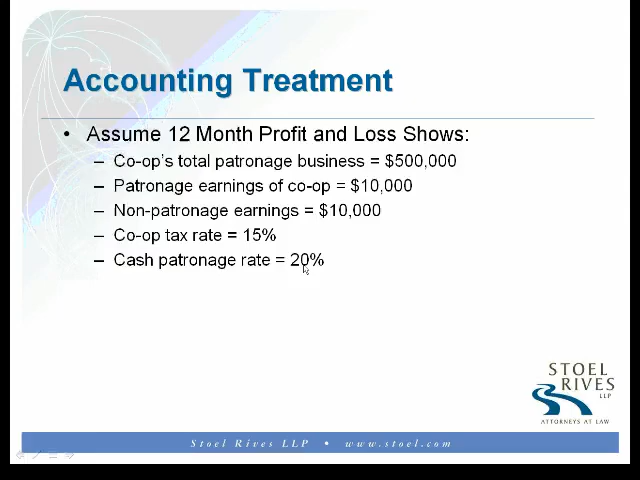 Accounting Treatment
• Assume 12 Month Profit and Loss Shows:
– Co-op's total patronage business = $500,000
– Patronage earnings of co-op = $10,000
– Non-patronage earnings = $10,000
– Co-op tax rate = 15%
– Cash patronage rate = 20%
STOEL
RIVES
LLP
ATTORNEYS AT LAW
Stoel Rives LLP • www.stoel.com